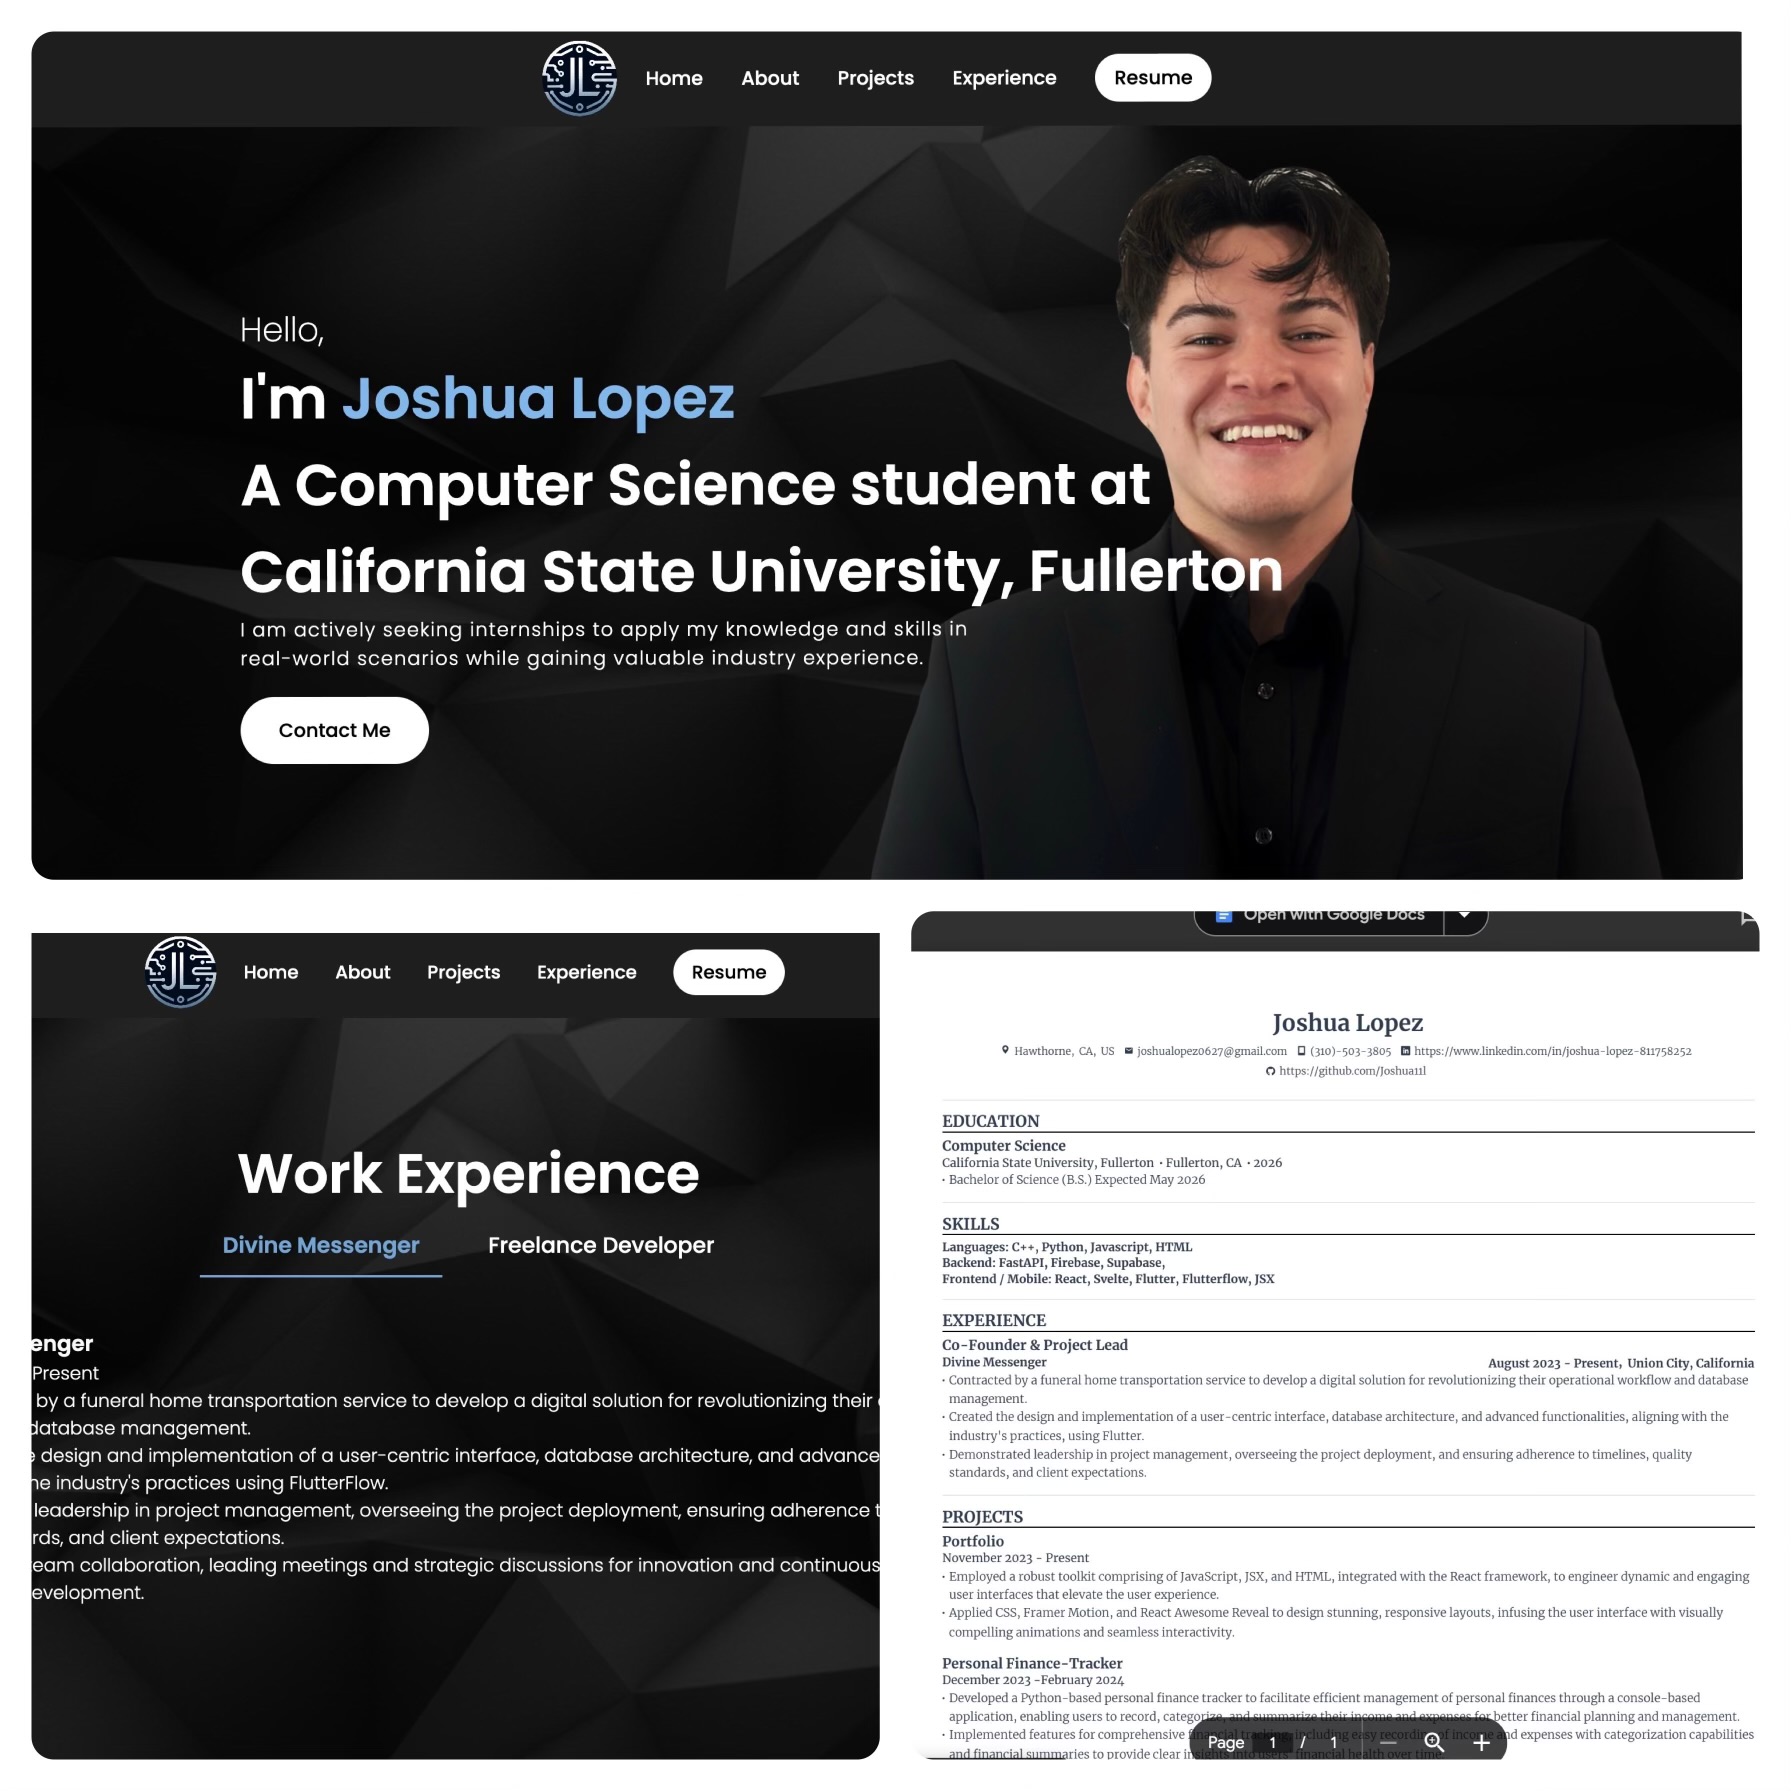 JL
Home About Projects Experience Resume
Hello,
I'm Joshua Lopez
A Computer Science student at
California State University, Fullerton
I am actively seeking internships to apply my knowledge and skills in
real-world scenarios while gaining valuable industry experience.
Contact Me
JL
Home About Projects Experience Resume
Work Experience
Divine Messenger Freelance Developer
enger
Present
by a funeral home transportation service to develop a digital solution for revolutionizing their
database management.
design and implementation of a user-centric interface, database architecture, and advance
industry's practices using FlutterFlow.
leadership in project management, overseeing the project deployment, ensuring adherence t
rds, and client expectations.
eam collaboration, leading meetings and strategic discussions for innovation and continuous
evelopment.
Open with Google Docs
Joshua Lopez
Hawthorne, CA, US joshualopez0627@gmail.com (310)-503-3805 https://www.linkedin.com/in/joshua-lopez-811758252
https://github.com/Joshua11l
EDUCATION
Computer Science
California State University, Fullerton • Fullerton, CA • 2026
• Bachelor of Science (B.S.) Expected May 2026
SKILLS
Languages: C++, Python, Javascript, HTML
Backend: FastAPI, Firebase, Supabase,
Frontend / Mobile: React, Svelte, Flutter, Flutterflow, JSX
EXPERIENCE
Co-Founder & Project Lead
Divine Messenger August 2023 - Present, Union City, California
• Contracted by a funeral home transportation service to develop a digital solution for revolutionizing their operational workflow and database
management.
• Created the design and implementation of a user-centric interface, database architecture, and advanced functionalities, aligning with the
industry's practices, using Flutter.
• Demonstrated leadership in project management, overseeing the project deployment, and ensuring adherence to timelines, quality
standards, and client expectations.
PROJECTS
Portfolio
November 2023 - Present
• Employed a robust toolkit comprising of JavaScript, JSX, and HTML, integrated with the React framework, to engineer dynamic and engaging
user interfaces that elevate the user experience.
• Applied CSS, Framer Motion, and React Awesome Reveal to design stunning, responsive layouts, infusing the user interface with visually
compelling animations and seamless interactivity.
Personal Finance-Tracker
December 2023 -February 2024
• Developed a Python-based personal finance tracker to facilitate efficient management of personal finances through a console-based
application, enabling users to record, categorize, and summarize their income and expenses for better financial planning and management.
• Implemented features for comprehensive financial tracking, including easy recording of income and expenses with categorization capabilities
and financial summaries to provide clear insights into users' financial health over time.
Page 1 / 1